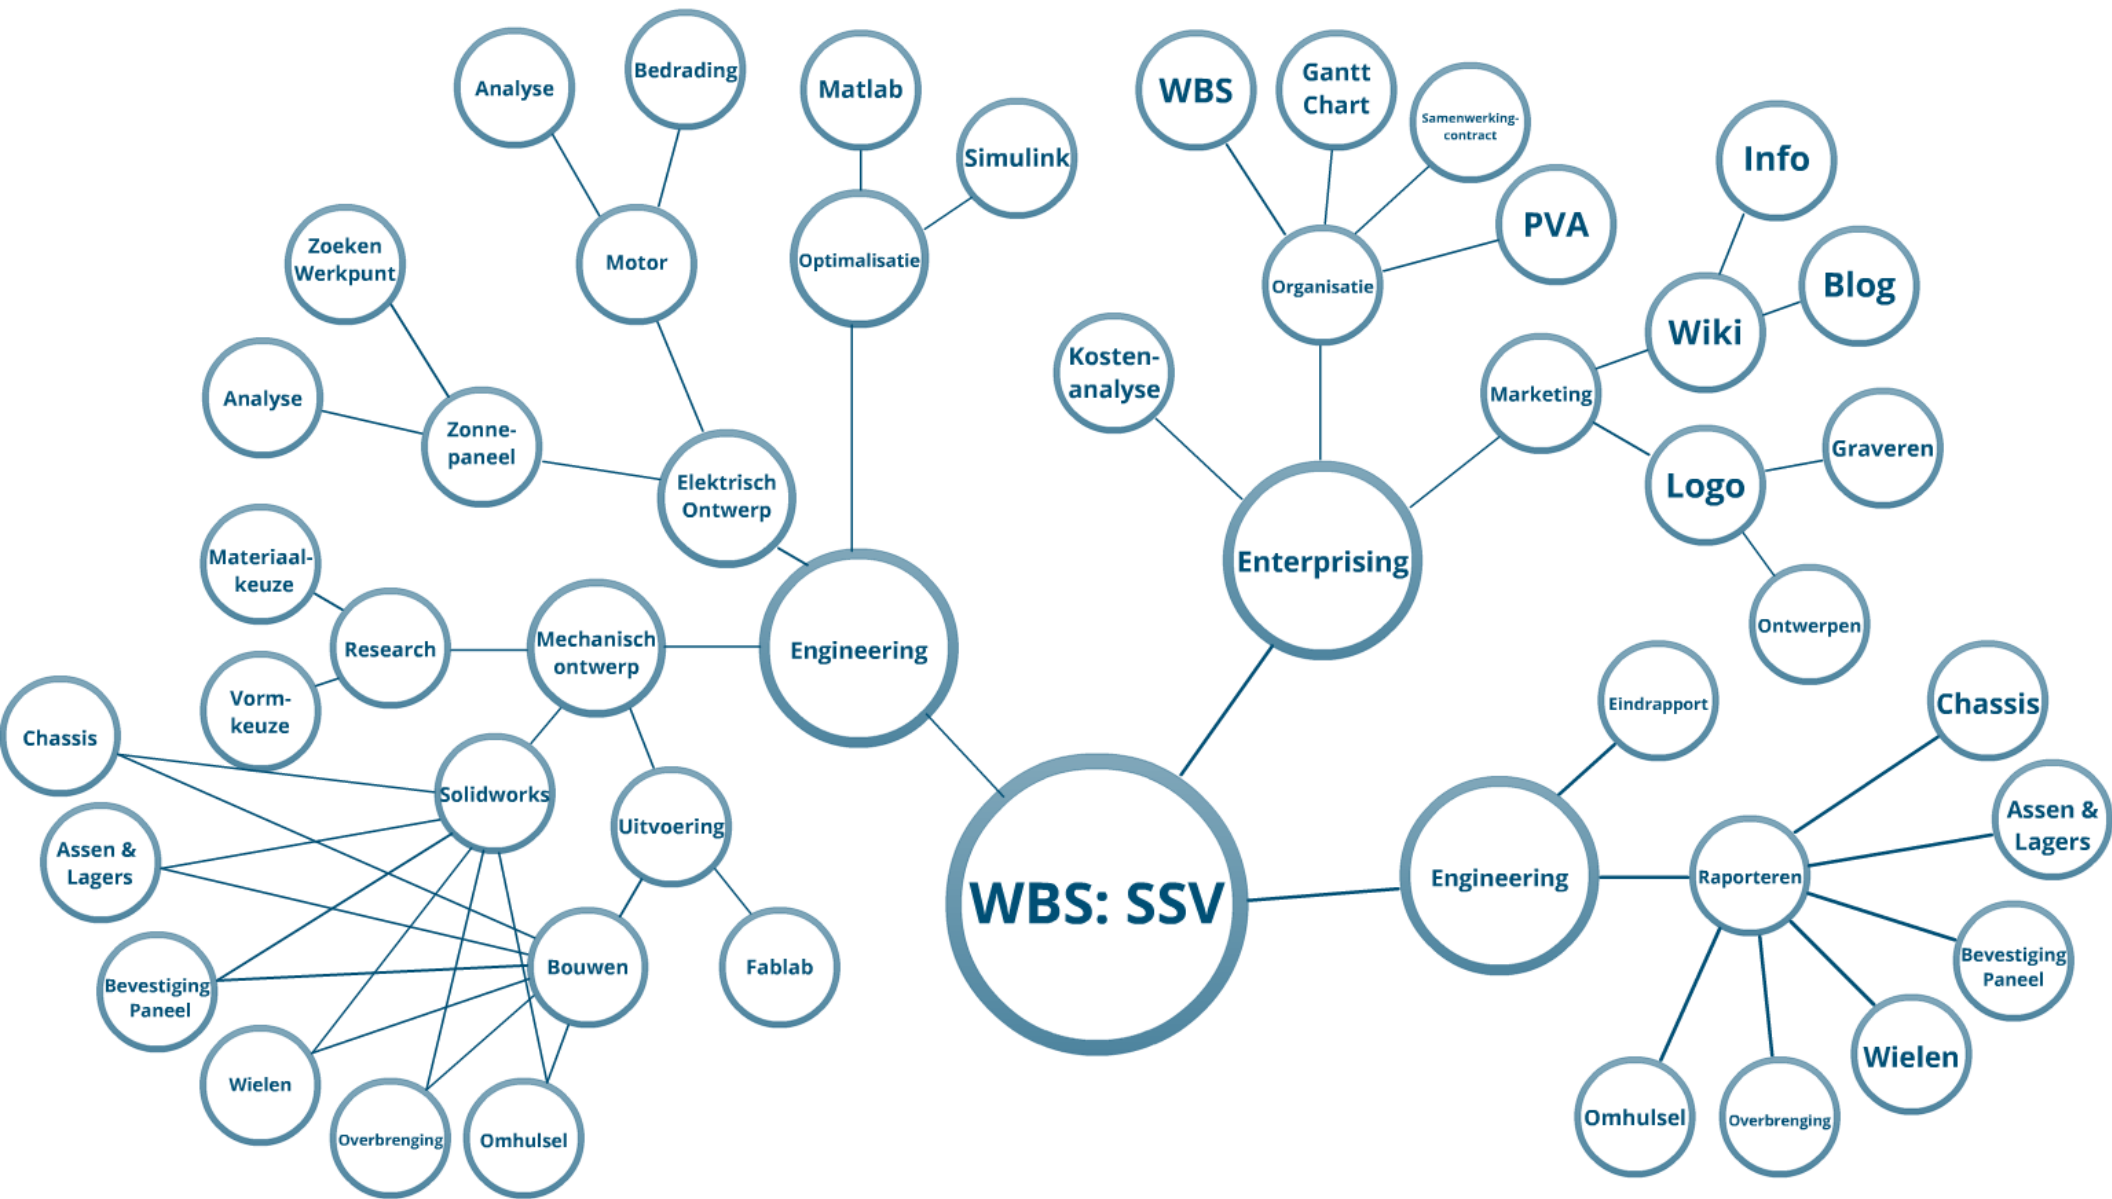 Analyse
Bedrading
Matlab
Simulink
WBS
Gantt
Chart
Samenwerking-
contract
PVA
Info
Blog
Wiki
Zoeken
Werkpunt
Motor
Optimalisatie
Organisatie
Kosten-
analyse
Marketing
Analyse
Zonne-
paneel
Elektrisch
Ontwerp
Logo
Graveren
Enterprising
Ontwerpen
Materiaal-
keuze
Research
Mechanisch
ontwerp
Engineering
Vorm-
keuze
Chassis
Solidworks
Uitvoering
Assen &
Lagers
Bevestiging
Paneel
Bouwen
Fablab
Wielen
Overbrenging
Omhulsel
WBS: SSV
Engineering
Eindrapport
Raporteren
Chassis
Assen &
Lagers
Bevestiging
Paneel
Wielen
Overbrenging
Omhulsel